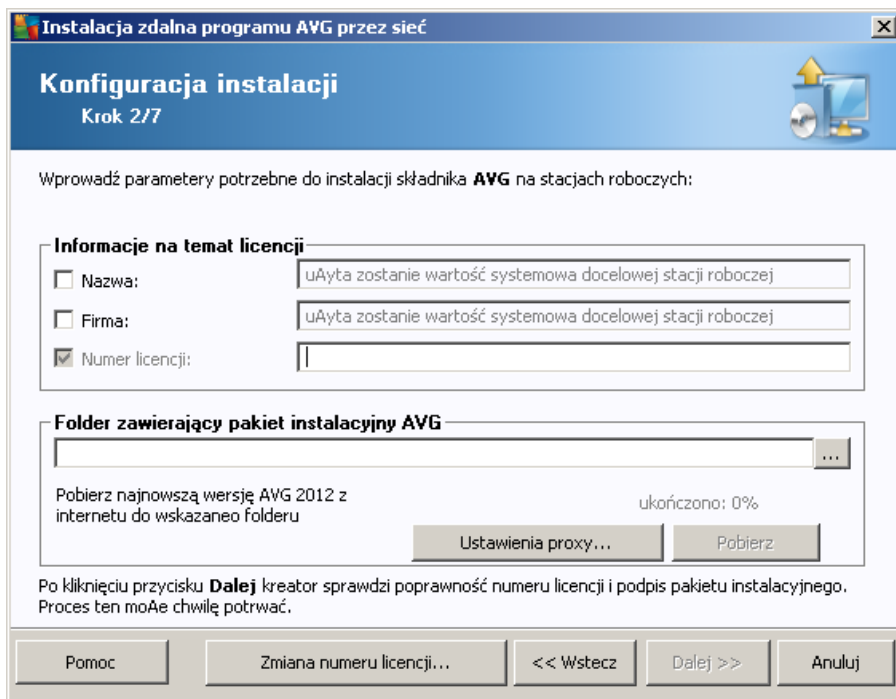 Instalacja zdalna programu AVG przez sieć
Konfiguracja instalacji
Krok 2/7
Wprowadź parametery potrzebne do instalacji składnika AVG na stacjach roboczych:
Informacje na temat licencji
Nazwa:
uAyta zostanie wartość systemowa docelowej stacji roboczej
Firma:
uAyta zostanie wartość systemowa docelowej stacji roboczej
Numer licencji:
Folder zawierający pakiet instalacyjny AVG
...
Pobierz najnowszą wersję AVG 2012 z
internetu do wskazaneo folderu
ukończono: 0%
Ustawienia proxy...
Pobierz
Po kliknięciu przycisku Dalej kreator sprawdzi poprawność numeru licencji i podpis pakietu instalacyjnego.
Proces ten moAe chwilę potrwać.
Pomoc
Zmiana numeru licencji...
<< Wstecz
Dalej >>
Anuluj